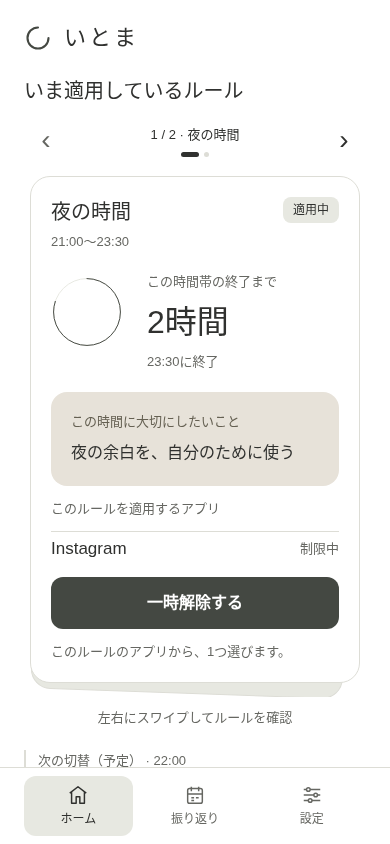 いとま
いま適用しているルール
‹ 1 / 2 · 夜の時間 ›
夜の時間 適用中
21:00〜23:30
この時間帯の終了まで
2時間
23:30に終了
この時間に大切にしたいこと
夜の余白を、自分のために使う
このルールを適用するアプリ
Instagram 制限中
一時解除する
このルールのアプリから、1つ選びます。
左右にスワイプしてルールを確認
次の切替（予定） · 22:00
ホーム 振り返り 設定